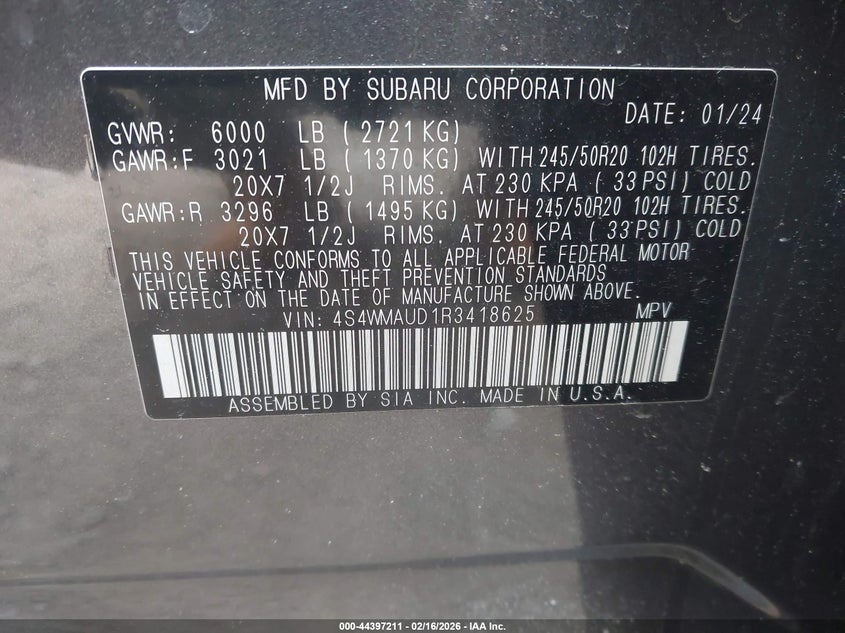 MFD BY SUBARU CORPORATION
DATE: 01/24
GVWR: 6000 LB ( 2721 KG)
GAWR:F 3021 LB ( 1370 KG) WITH 245/50R20 102H TIRES.
20X7 1/2J RIMS. AT 230 KPA ( 33 PSI) COLD
GAWR:R 3296 LB ( 1495 KG) WITH 245/50R20 102H TIRES.
20X7 1/2J RIMS. AT 230 KPA ( 33 PSI) COLD
THIS VEHICLE CONFORMS TO ALL APPLICABLE FEDERAL MOTOR
VEHICLE SAFETY AND THEFT PREVENTION STANDARDS
IN EFFECT ON THE DATE OF MANUFACTURE SHOWN ABOVE.
VIN: 4S4WMAUD1R3418625 MPV
ASSEMBLED BY SIA INC. MADE IN U.S.A.
000-44397211 - 02/16/2026 - IAA Inc.